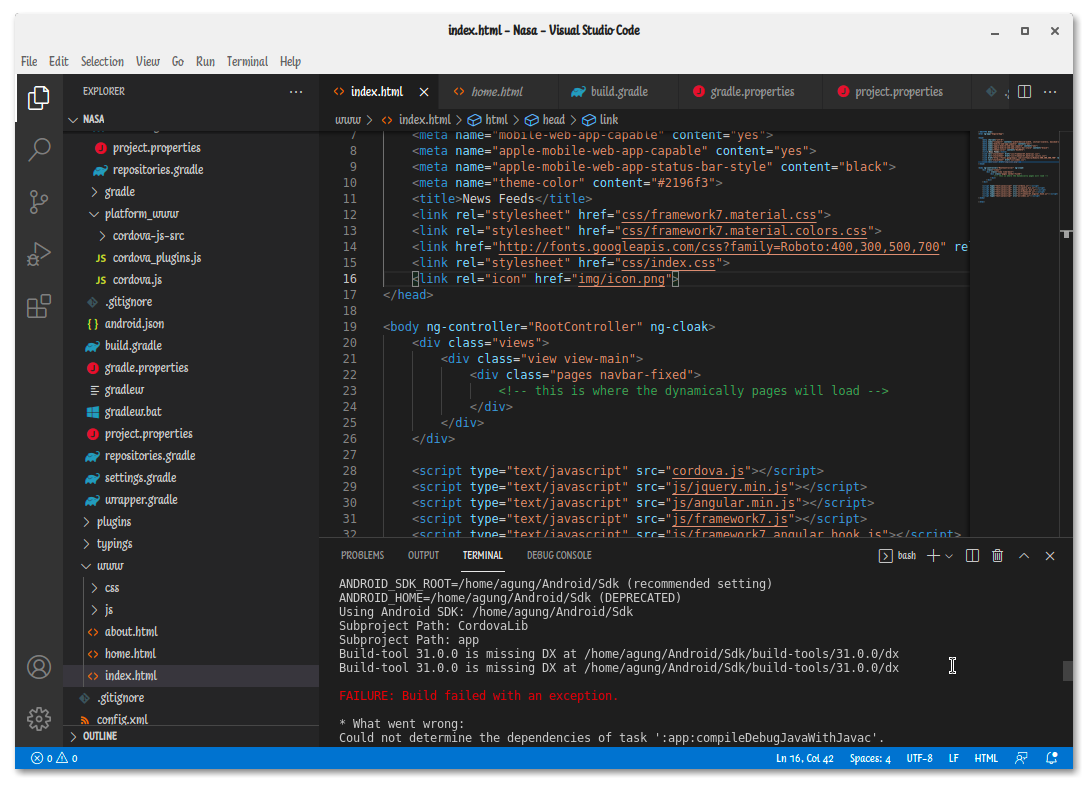 index.html - Nasa - Visual Studio Code
File Edit Selection View Go Run Terminal Help
EXPLORER
NASA
project.properties
repositories.gradle
gradle
platform_www
cordova-js-src
JS cordova_plugins.js
JS cordova.js
.gitignore
{} android.json
build.gradle
gradle.properties
gradlew
gradlew.bat
project.properties
repositories.gradle
settings.gradle
wrapper.gradle
plugins
typings
www
css
js
about.html
home.html
index.html
.gitignore
config.xml
OUTLINE
index.html home.html build.gradle gradle.properties project.properties
www > index.html > html > head > link
7 <meta name="mobile-web-app-capable" content="yes">
8 <meta name="apple-mobile-web-app-capable" content="yes">
9 <meta name="apple-mobile-web-app-status-bar-style" content="black">
10 <meta name="theme-color" content="#2196f3">
11 <title>News Feeds</title>
12 <link rel="stylesheet" href="css/framework7.material.css">
13 <link rel="stylesheet" href="css/framework7.material.colors.css">
14 <link href="http://fonts.googleapis.com/css?family=Roboto:400,300,500,700" re
15 <link rel="stylesheet" href="css/index.css">
16 <link rel="icon" href="img/icon.png">
17 </head>
18
19 <body ng-controller="RootController" ng-cloak>
20 <div class="views">
21 <div class="view view-main">
22 <div class="pages navbar-fixed">
23 <!-- this is where the dynamically pages will load -->
24 </div>
25 </div>
26 </div>
27
28 <script type="text/javascript" src="cordova.js"></script>
29 <script type="text/javascript" src="js/jquery.min.js"></script>
30 <script type="text/javascript" src="js/angular.min.js"></script>
31 <script type="text/javascript" src="js/framework7.js"></script>
32 <script type="text/javascript" src="js/framework7.angular.hook.js"></script>
PROBLEMS OUTPUT TERMINAL DEBUG CONSOLE bash
ANDROID_SDK_ROOT=/home/agung/Android/Sdk (recommended setting)
ANDROID_HOME=/home/agung/Android/Sdk (DEPRECATED)
Using Android SDK: /home/agung/Android/Sdk
Subproject Path: CordovaLib
Subproject Path: app
Build-tool 31.0.0 is missing DX at /home/agung/Android/Sdk/build-tools/31.0.0/dx
Build-tool 31.0.0 is missing DX at /home/agung/Android/Sdk/build-tools/31.0.0/dx
FAILURE: Build failed with an exception.
* What went wrong:
Could not determine the dependencies of task ':app:compileDebugJavaWithJavac'.
0 0 Ln 16, Col 42 Spaces: 4 UTF-8 LF HTML